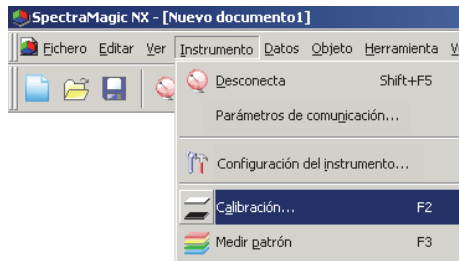 SpectraMagic NX - [Nuevo documento1]
Fichero Editar Ver Instrumento Datos Objeto Herramienta
Desconecta Shift+F5
Parámetros de comunicación...
Configuración del instrumento...
Calibración... F2
Medir patrón F3